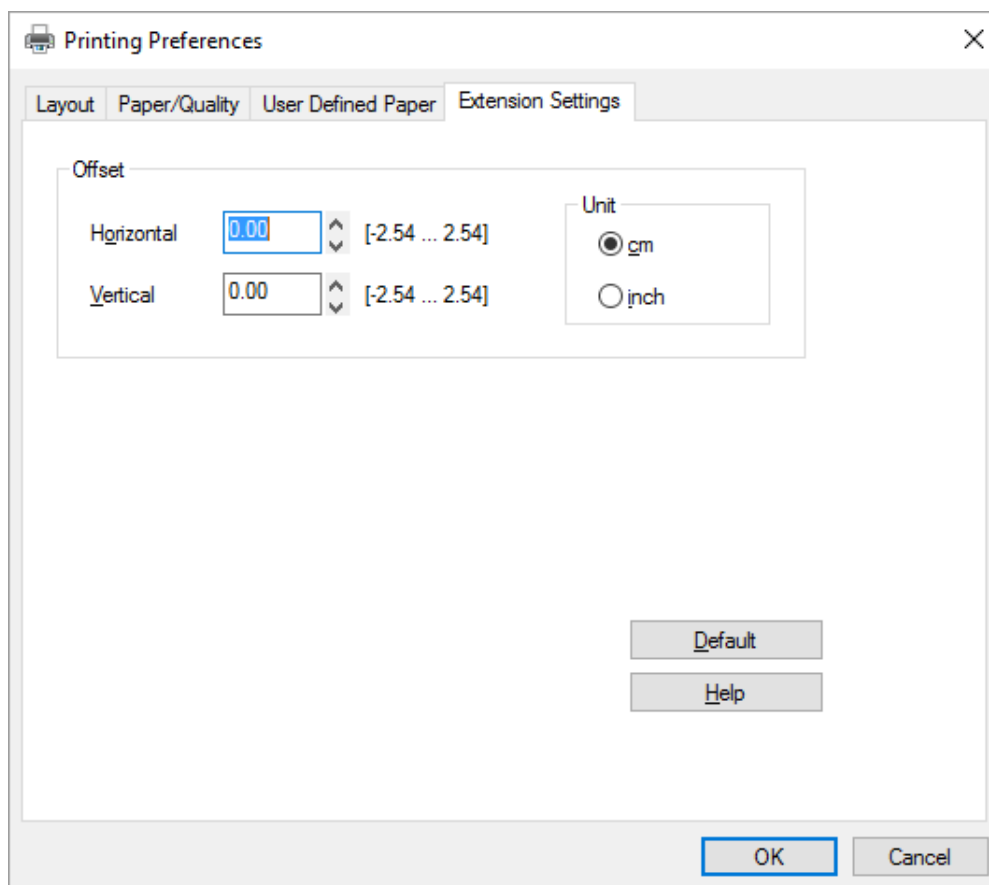 Printing Preferences
Layout Paper/Quality User Defined Paper Extension Settings
Offset
Unit
Horizontal 0.00 [-2.54 ... 2.54]
cm
Vertical 0.00 [-2.54 ... 2.54]
inch
Default
Help
OK Cancel